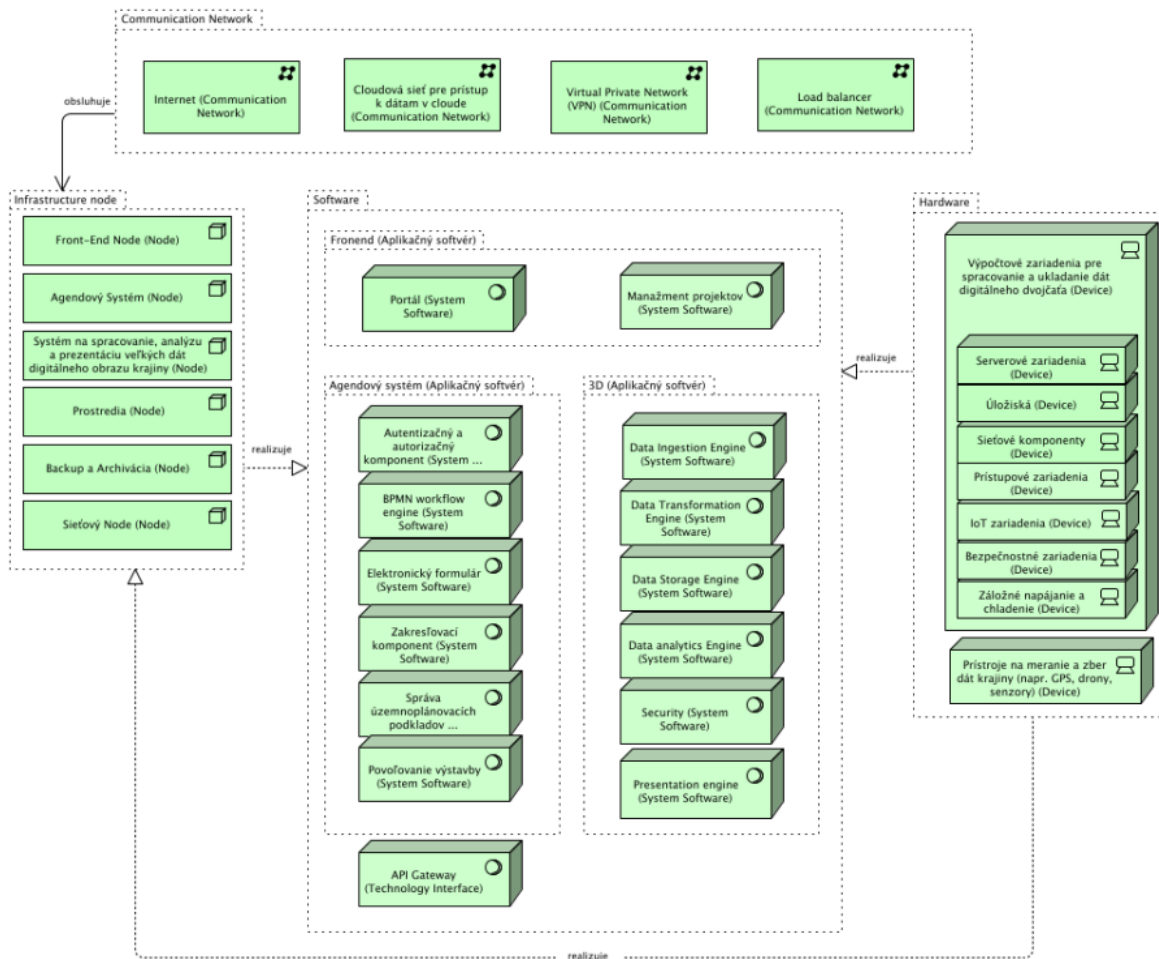 Communication Network
Internet (Communication
Network)
Cloudová sieť pre prístup
k dátam v cloude
(Communication Network)
Virtual Private Network
(VPN) (Communication
Network)
Load balancer
(Communication Network)
obsluhuje
Infrastructure node
Front-End Node (Node)
Agendový Systém (Node)
Systém na spracovanie, analýzu
a prezentáciu veľkých dát
digitálneho obrazu krajiny (Node)
Prostredia (Node)
Backup a Archivácia (Node)
Sieťový Node (Node)
realizuje
Software
Fronend (Aplikačný softvér)
Portál (System
Software)
Manažment projektov
(System Software)
Agendový systém (Aplikačný softvér)
Autentizačný a
autorizačný
komponent (System ...
BPMN workflow
engine (System
Software)
Elektronický formulár
(System Software)
Zakresľovací
komponent (System
Software)
Správa
územnoplánovacích
podkladov ...
Povoľovanie výstavby
(System Software)
3D (Aplikačný softvér)
Data Ingestion Engine
(System Software)
Data Transformation
Engine (System
Software)
Data Storage Engine
(System Software)
Data analytics Engine
(System Software)
Security (System
Software)
Presentation engine
(System Software)
API Gateway
(Technology Interface)
realizuje
Hardware
Výpočtové zariadenia pre
spracovanie a ukladanie dát
digitálneho dvojčaťa (Device)
Serverové zariadenia
(Device)
Úložiská (Device)
Sieťové komponenty
(Device)
Prístupové zariadenia
(Device)
IoT zariadenia (Device)
Bezpečnostné zariadenia
(Device)
Záložné napájanie a
chladenie (Device)
Prístroje na meranie a zber
dát krajiny (napr. GPS, drony,
senzory) (Device)
realizuje